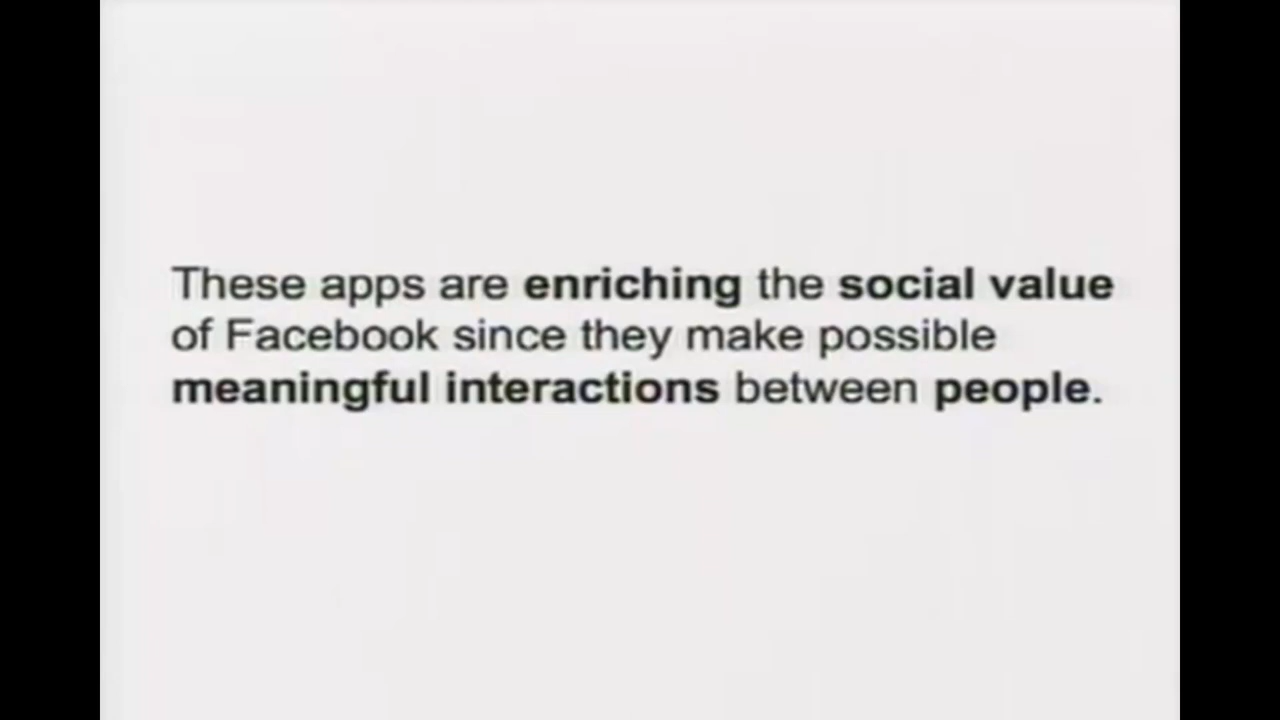 These apps are enriching the social value
of Facebook since they make possible
meaningful interactions between people.